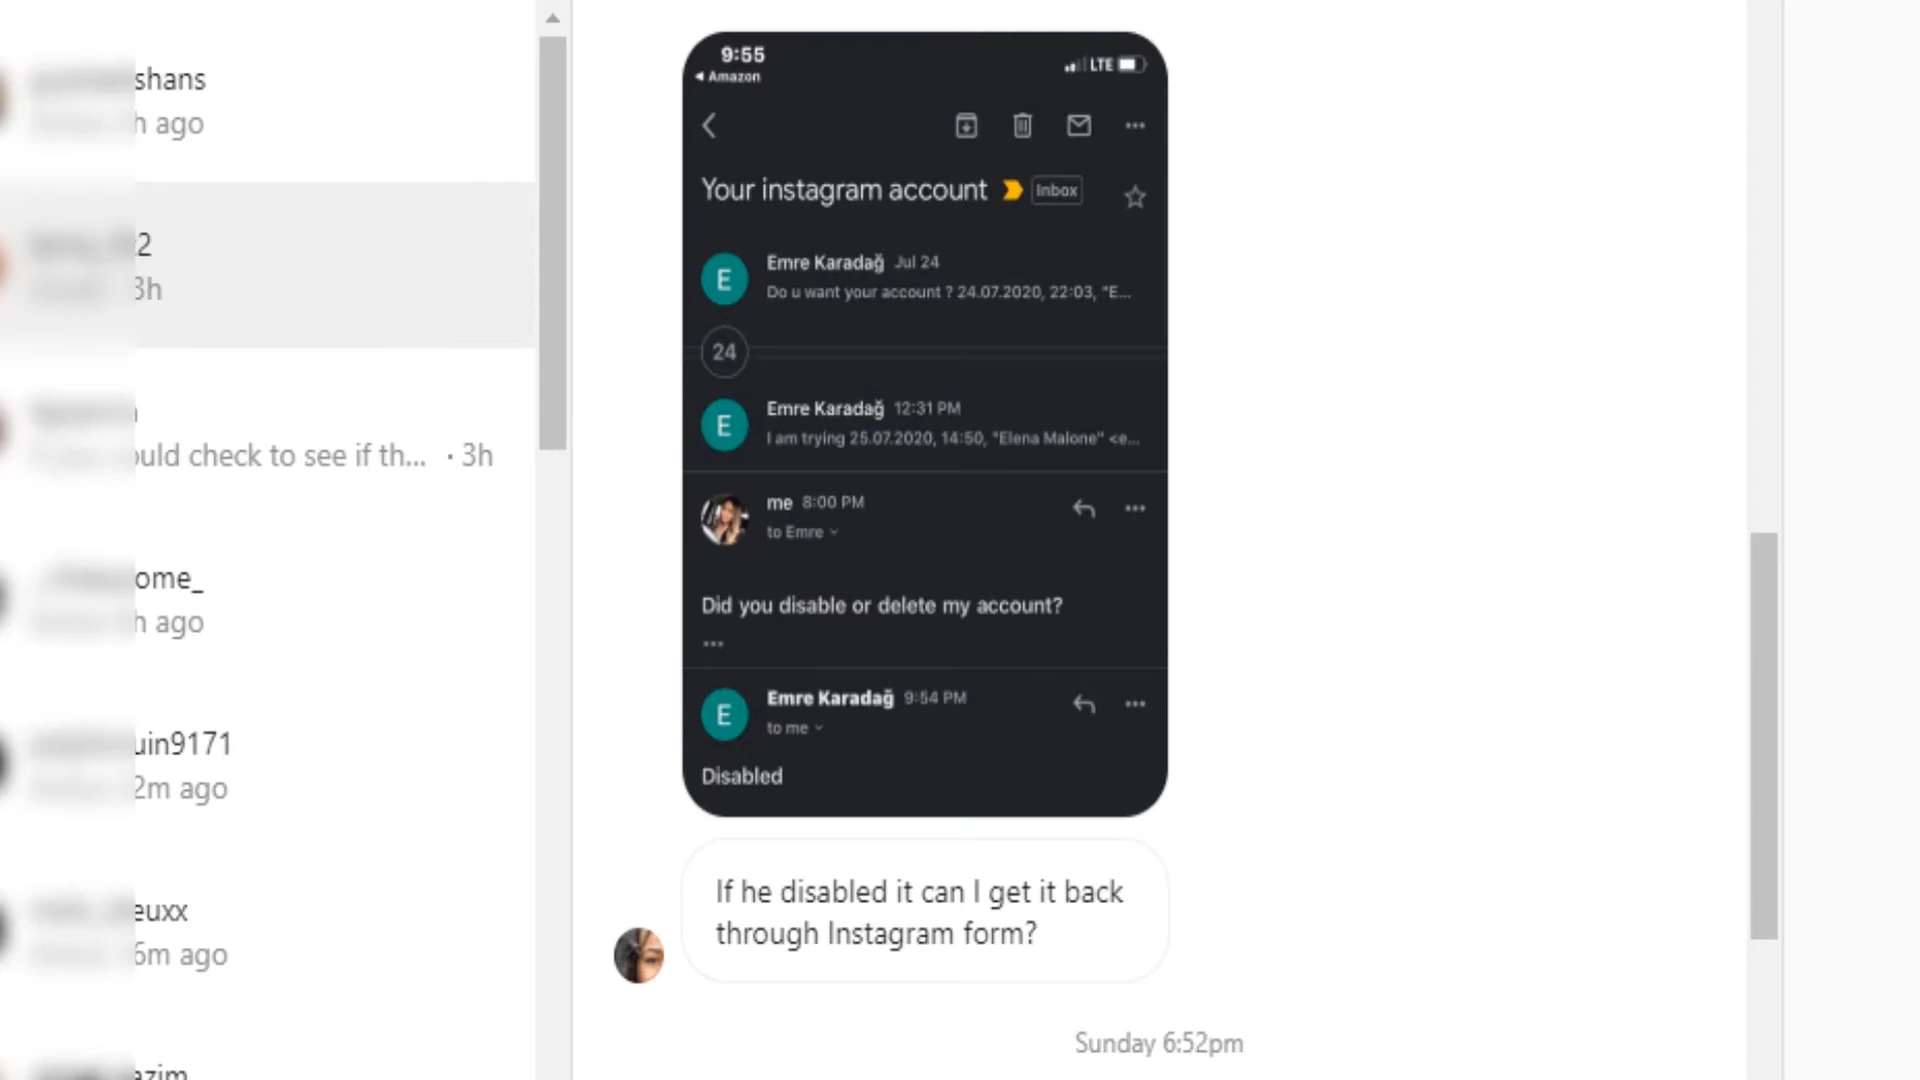 shans
h ago
2
3h
ould check to see if th... · 3h
ome_
h ago
uin9171
2m ago
euxx
6m ago
azim
9:55
Amazon
LTE
Your instagram account
Inbox
Emre Karadağ Jul 24
Do u want your account ? 24.07.2020, 22:03, "E...
24
Emre Karadağ 12:31 PM
I am trying 25.07.2020, 14:50, "Elena Malone" <e...
me 8:00 PM
to Emre
Did you disable or delete my account?
...
Emre Karadağ 9:54 PM
to me
Disabled
If he disabled it can I get it back
through Instagram form?
Sunday 6:52pm